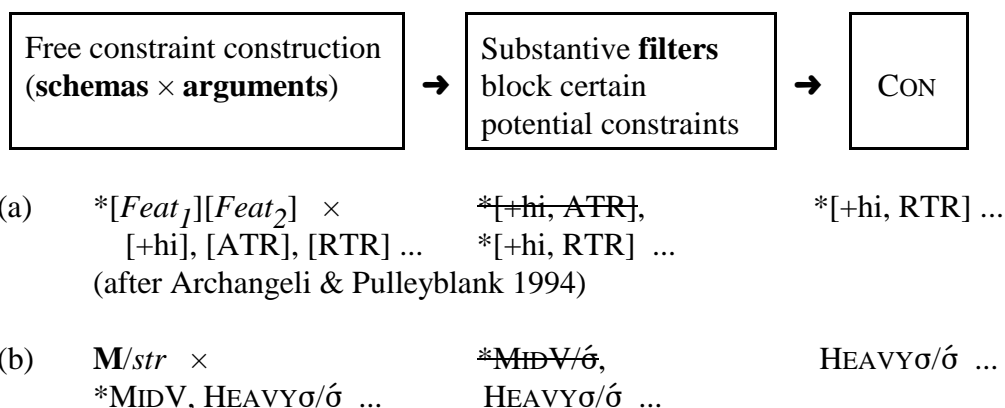 Free constraint construction
(schemas × arguments)
➔
Substantive filters
block certain
potential constraints
➔
CON
(a) *[Feat1][Feat2] × *[+hi, ATR], *[+hi, RTR] ...
[+hi], [ATR], [RTR] ... *[+hi, RTR] ...
(after Archangeli & Pulleyblank 1994)
(b) M/str × *MIDV/σ́, HEAVYσ/σ́ ...
*MIDV, HEAVYσ/σ́ ... HEAVYσ/σ́ ...